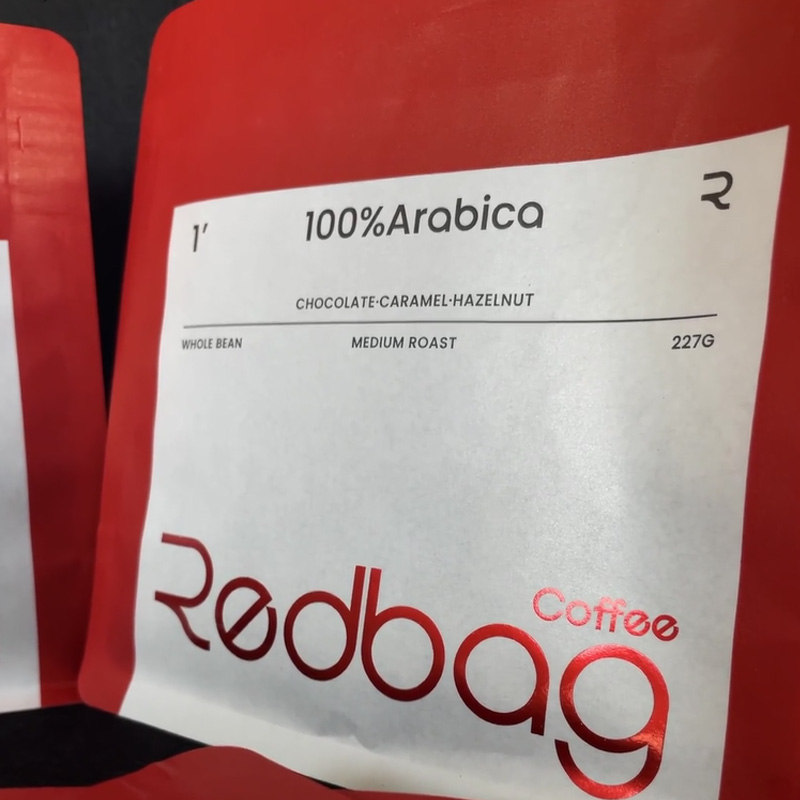 1′ 100%Arabica R
CHOCOLATE·CARAMEL·HAZELNUT
WHOLE BEAN MEDIUM ROAST 227G
Redbag Coffee